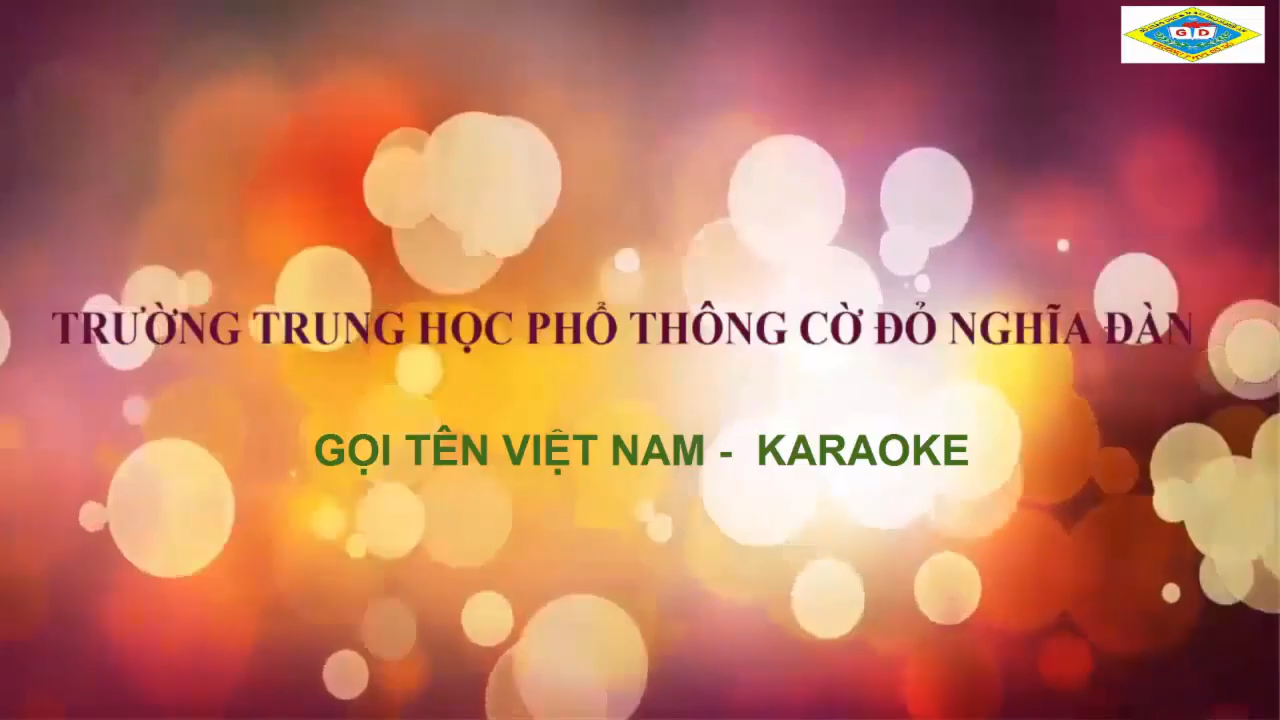 G D
TRƯỜNG TRUNG HỌC PHỔ THÔNG CỜ ĐỎ NGHĨA ĐÀN
GỌI TÊN VIỆT NAM - KARAOKE